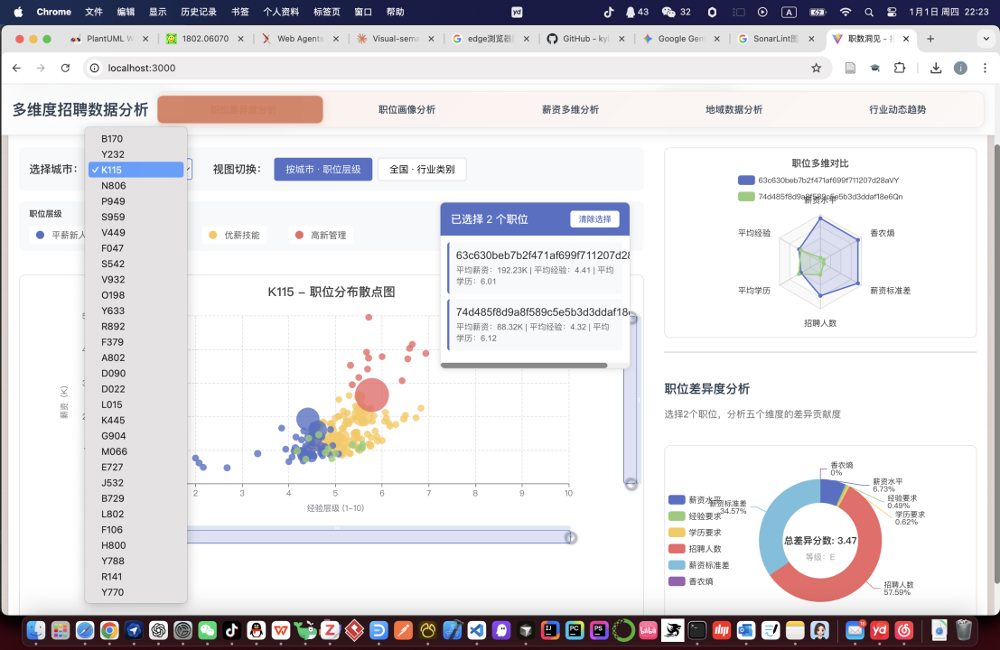 Chrome 文件 编辑 显示 历史记录 书签 个人资料 标签页 窗口 帮助 yd 43 32 A 1月1日 周四 22:23
PlantUML W 1802.06070 Web Agents Visual-sema edge浏览器 GitHub - ky Google Gem SonarLint 职数洞见 -
localhost:3000
多维度招聘数据分析 职位差异度分析 职位画像分析 薪资多维分析 地域数据分析 行业动态趋势
选择城市： 视图切换： 按城市 · 职位层级 全国 · 行业类别
B170
Y232
✓ K115
N806
P949
S959
V449
F047
S542
V932
O198
Y633
R892
F379
A802
D090
D022
L015
K445
G904
M066
E727
J532
B729
L802
F106
H800
Y788
R141
Y770
职位层级
平薪新人 优薪技能 高新管理
K115 – 职位分布散点图
薪资（K）
2 3 4 5 6 7 8 9 10
经验层级 (1–10)
已选择 2 个职位 清除选择
63c630beb7b2f471af699f711207d28
平均薪资：192.23K | 平均经验：4.41 | 平均
学历：6.01
74d485f8d9a8f589c5e5b3d3ddaf18e
平均薪资：88.32K | 平均经验：4.32 | 平均
学历：6.12
职位多维对比
63c630beb7b2f471af699f711207d28aVY
74d485f8d9a8f589c5e5b3d3ddaf18e6Qn
薪资水平
平均经验 香农熵
平均学历 薪资标准差
招聘人数
职位差异度分析
选择2个职位，分析五个维度的差异贡献度
薪资水平
经验要求
学历要求
招聘人数
薪资标准差
香农熵
香农熵
0%
薪资水平
6.73%
经验要求
0.49%
学历要求
0.62%
薪资标准差
34.57%
总差异分数: 3.47
等级：E
招聘人数
57.59%